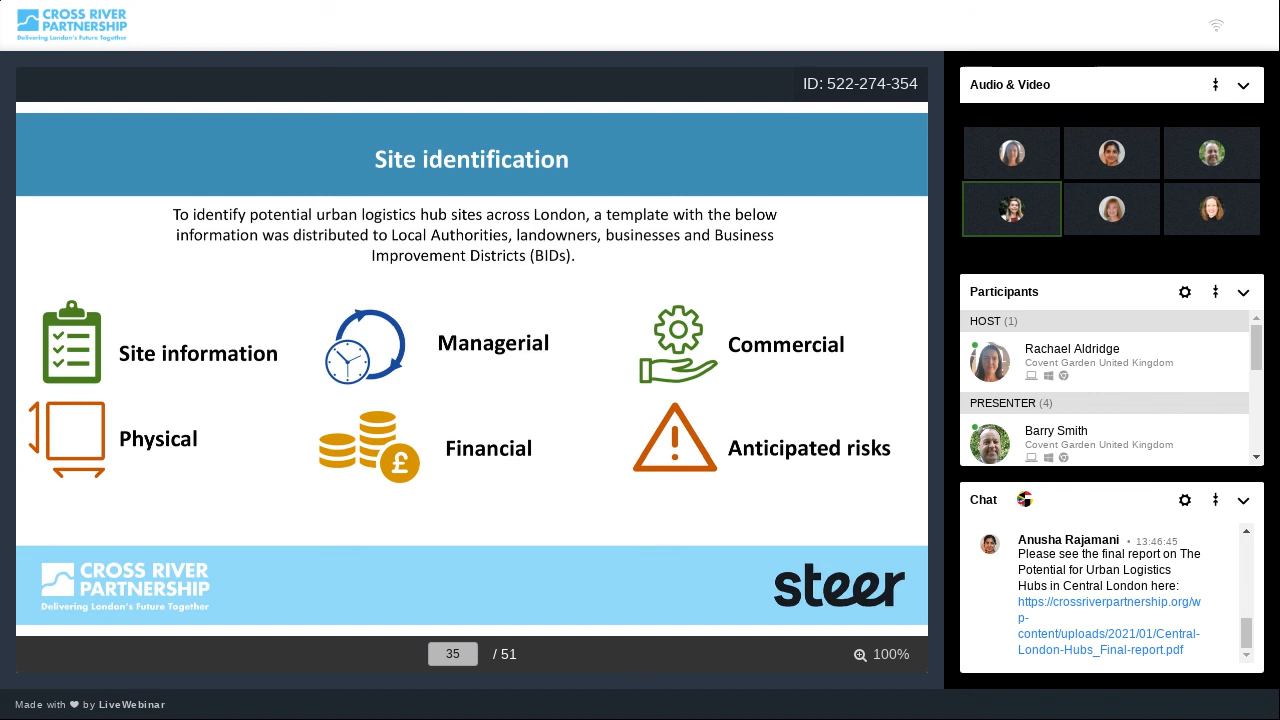 CROSS RIVER
PARTNERSHIP
Delivering London's Future Together
ID: 522-274-354
Site identification
To identify potential urban logistics hub sites across London, a template with the below
information was distributed to Local Authorities, landowners, businesses and Business
Improvement Districts (BIDs).
Site information
Managerial
Commercial
Physical
Financial
Anticipated risks
CROSS RIVER
PARTNERSHIP
Delivering London's Future Together
steer
35 / 51
100%
Made with ❤ by LiveWebinar
Audio & Video
Participants
HOST (1)
Rachael Aldridge
Covent Garden United Kingdom
PRESENTER (4)
Barry Smith
Covent Garden United Kingdom
Chat
Anusha Rajamani • 13:46:45
Please see the final report on The
Potential for Urban Logistics
Hubs in Central London here:
https://crossriverpartnership.org/w
p-
content/uploads/2021/01/Central-
London-Hubs_Final-report.pdf